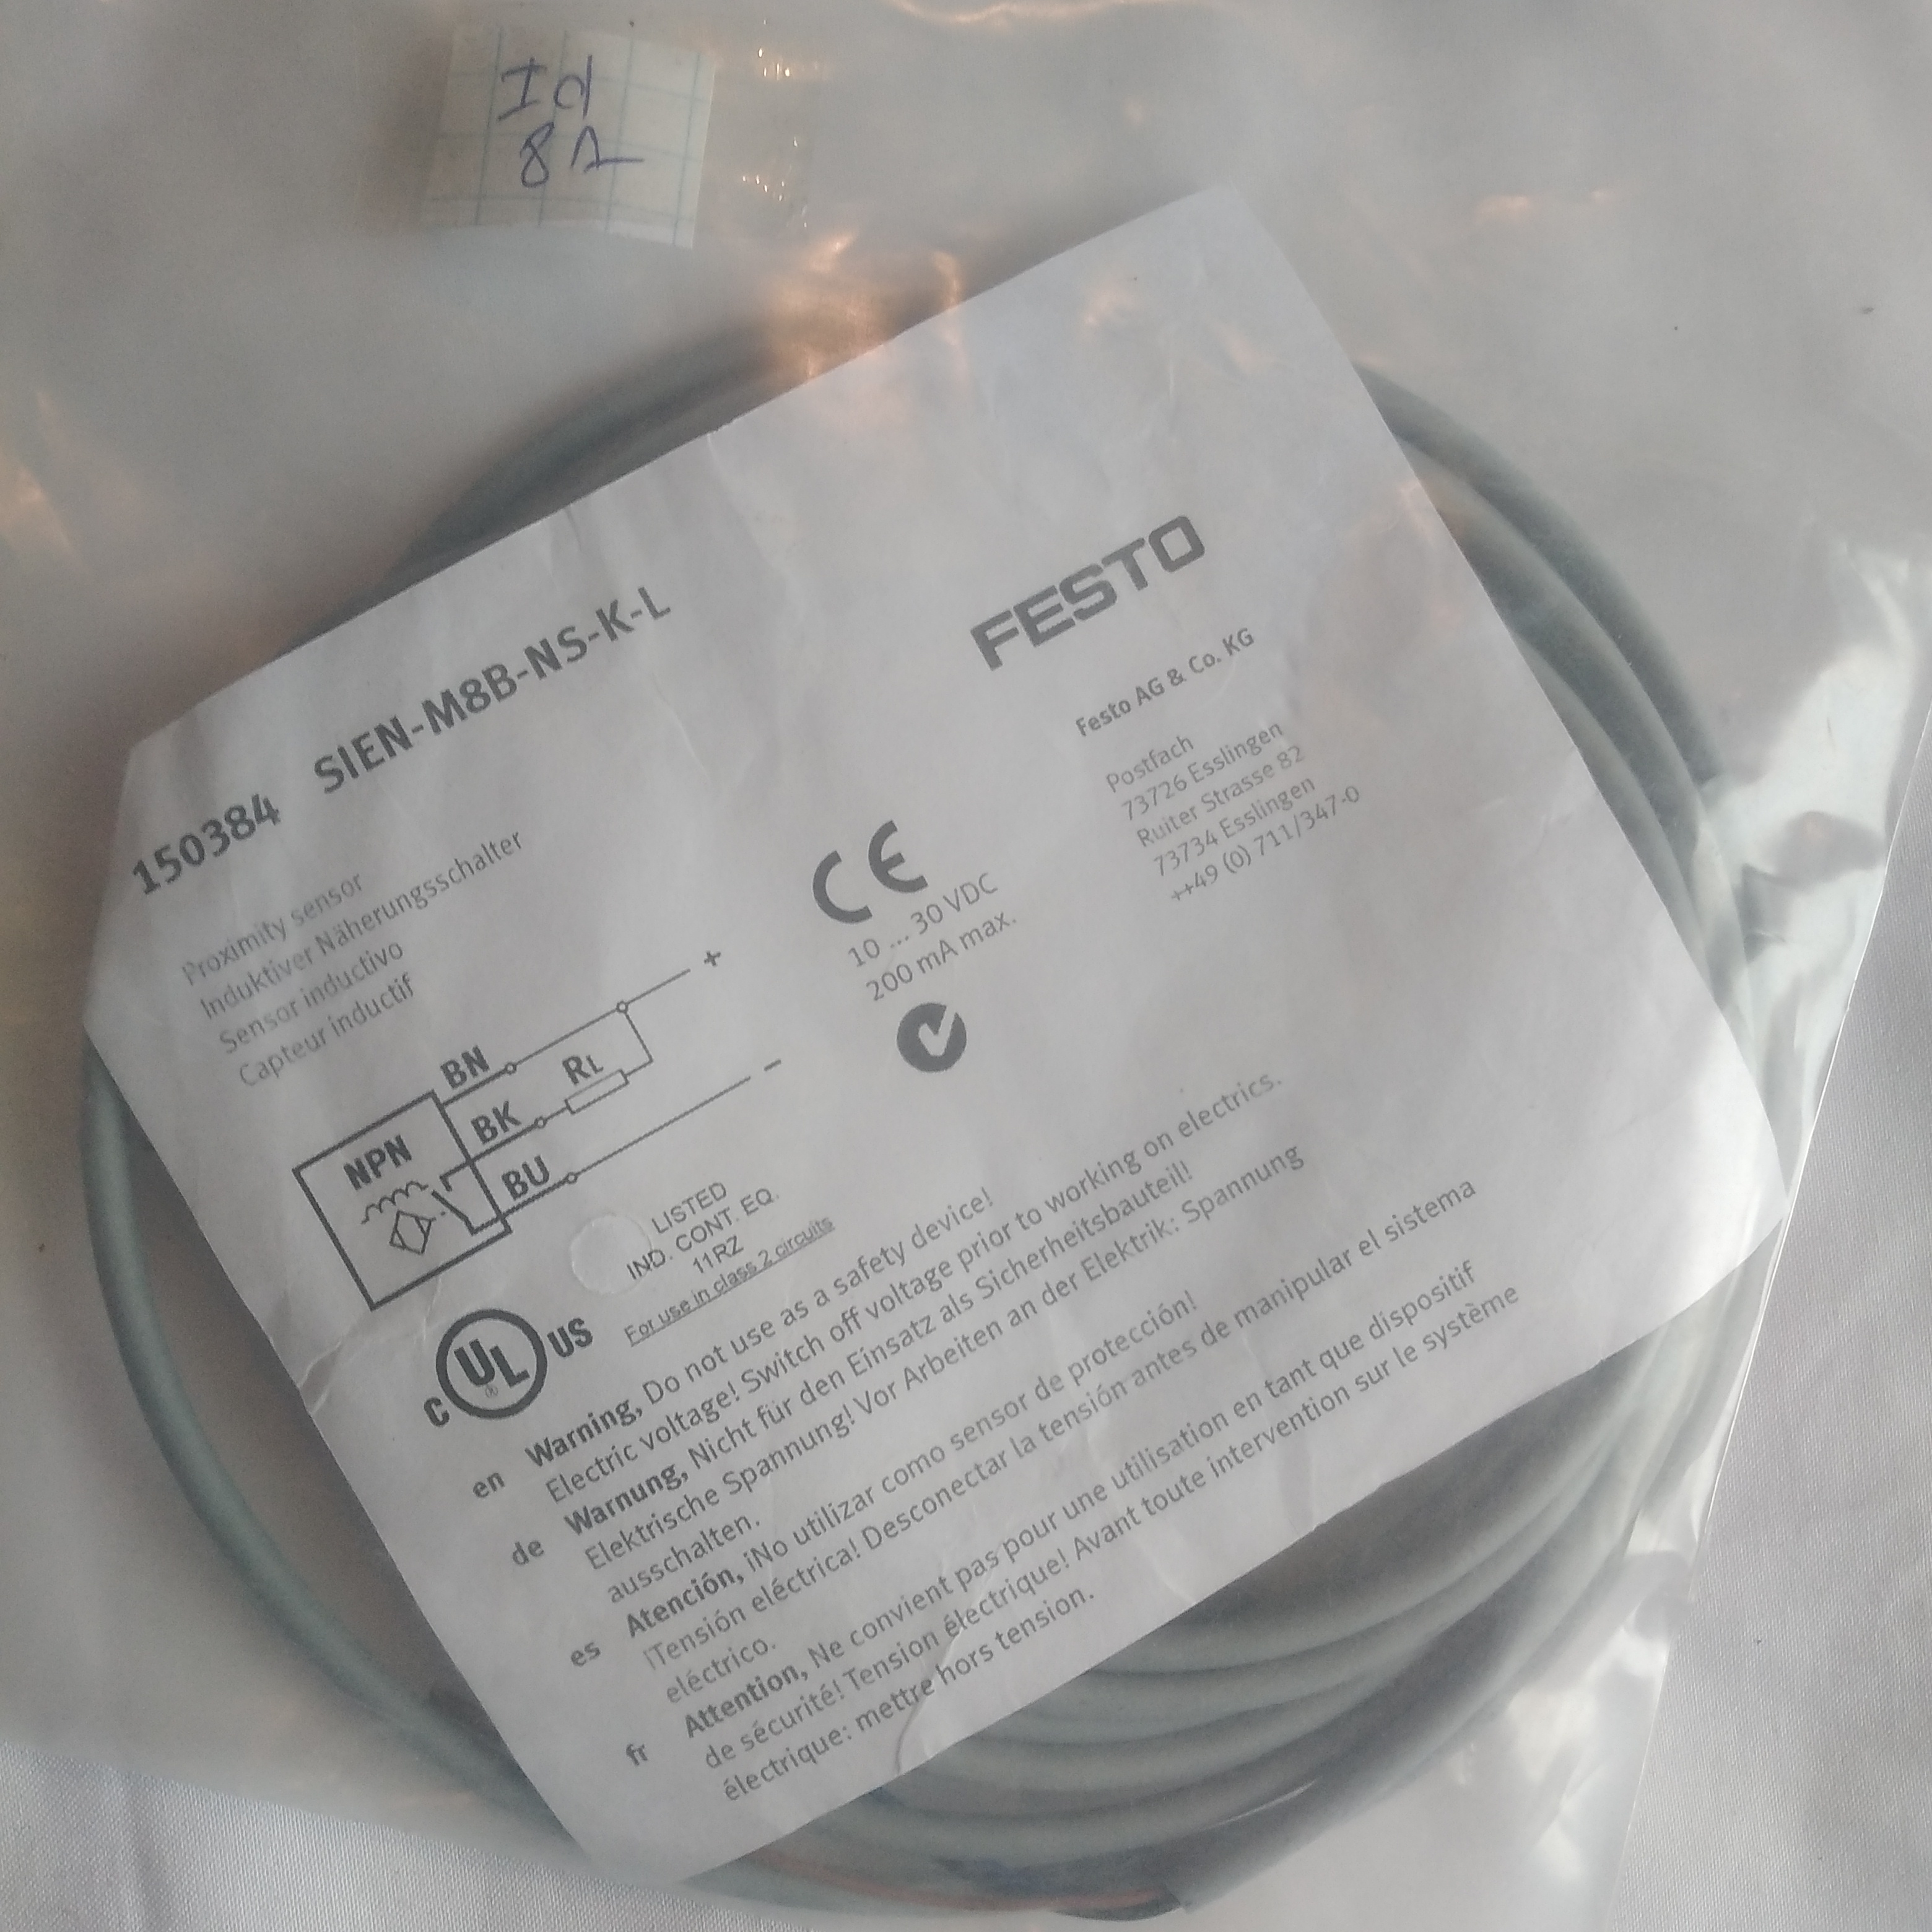 Id
81
150384 SIEN-M8B-NS-K-L
Proximity sensor
Induktiver Näherungsschalter
Sensor inductivo
Capteur inductif
NPN
BN
BK
BU
RL
+
-
CE
10 ... 30 VDC
200 mA max.
FESTO
Festo AG & Co. KG
Postfach
73726 Esslingen
Ruiter Strasse 82
73734 Esslingen
++49 (0) 711/347-0
C UL US
®
LISTED
IND. CONT. EQ.
11RZ
For use in class 2 circuits
en Warning, Do not use as a safety device!
Electric voltage! Switch off voltage prior to working on electrics.
de Warnung, Nicht für den Einsatz als Sicherheitsbauteil!
Elektrische Spannung! Vor Arbeiten an der Elektrik: Spannung
ausschalten.
es Atención, ¡No utilizar como sensor de protección!
¡Tensión eléctrica! Desconectar la tensión antes de manipular el sistema
eléctrico.
fr Attention, Ne convient pas pour une utilisation en tant que dispositif
de sécurité! Tension électrique! Avant toute intervention sur le système
électrique: mettre hors tension.